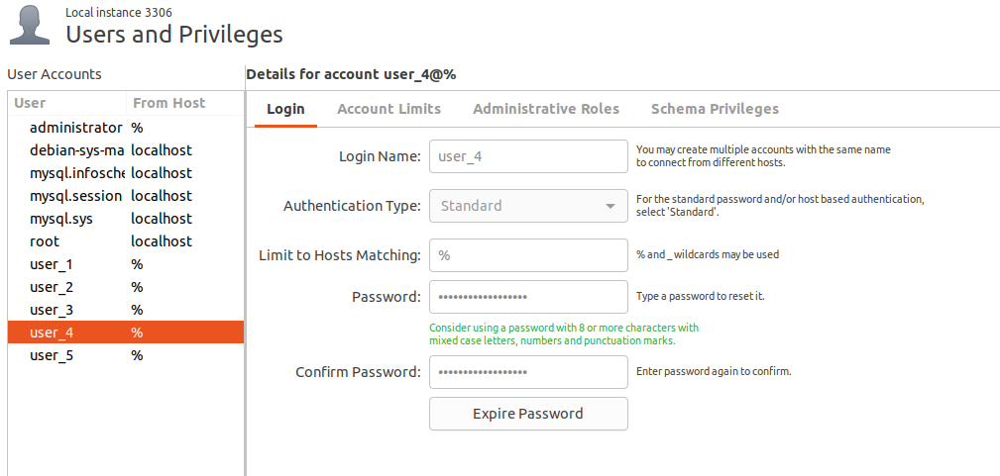 Local instance 3306
Users and Privileges
User Accounts
Details for account user_4@%
User From Host
administrator %
debian-sys-ma localhost
mysql.infosche localhost
mysql.session localhost
mysql.sys localhost
root localhost
user_1 %
user_2 %
user_3 %
user_4 %
user_5 %
Login Account Limits Administrative Roles Schema Privileges
Login Name: user_4 You may create multiple accounts with the same name
to connect from different hosts.
Authentication Type: Standard For the standard password and/or host based authentication,
select 'Standard'.
Limit to Hosts Matching: % % and _ wildcards may be used
Password: •••••••••••••••••• Type a password to reset it.
Consider using a password with 8 or more characters with
mixed case letters, numbers and punctuation marks.
Confirm Password: •••••••••••••••••• Enter password again to confirm.
Expire Password